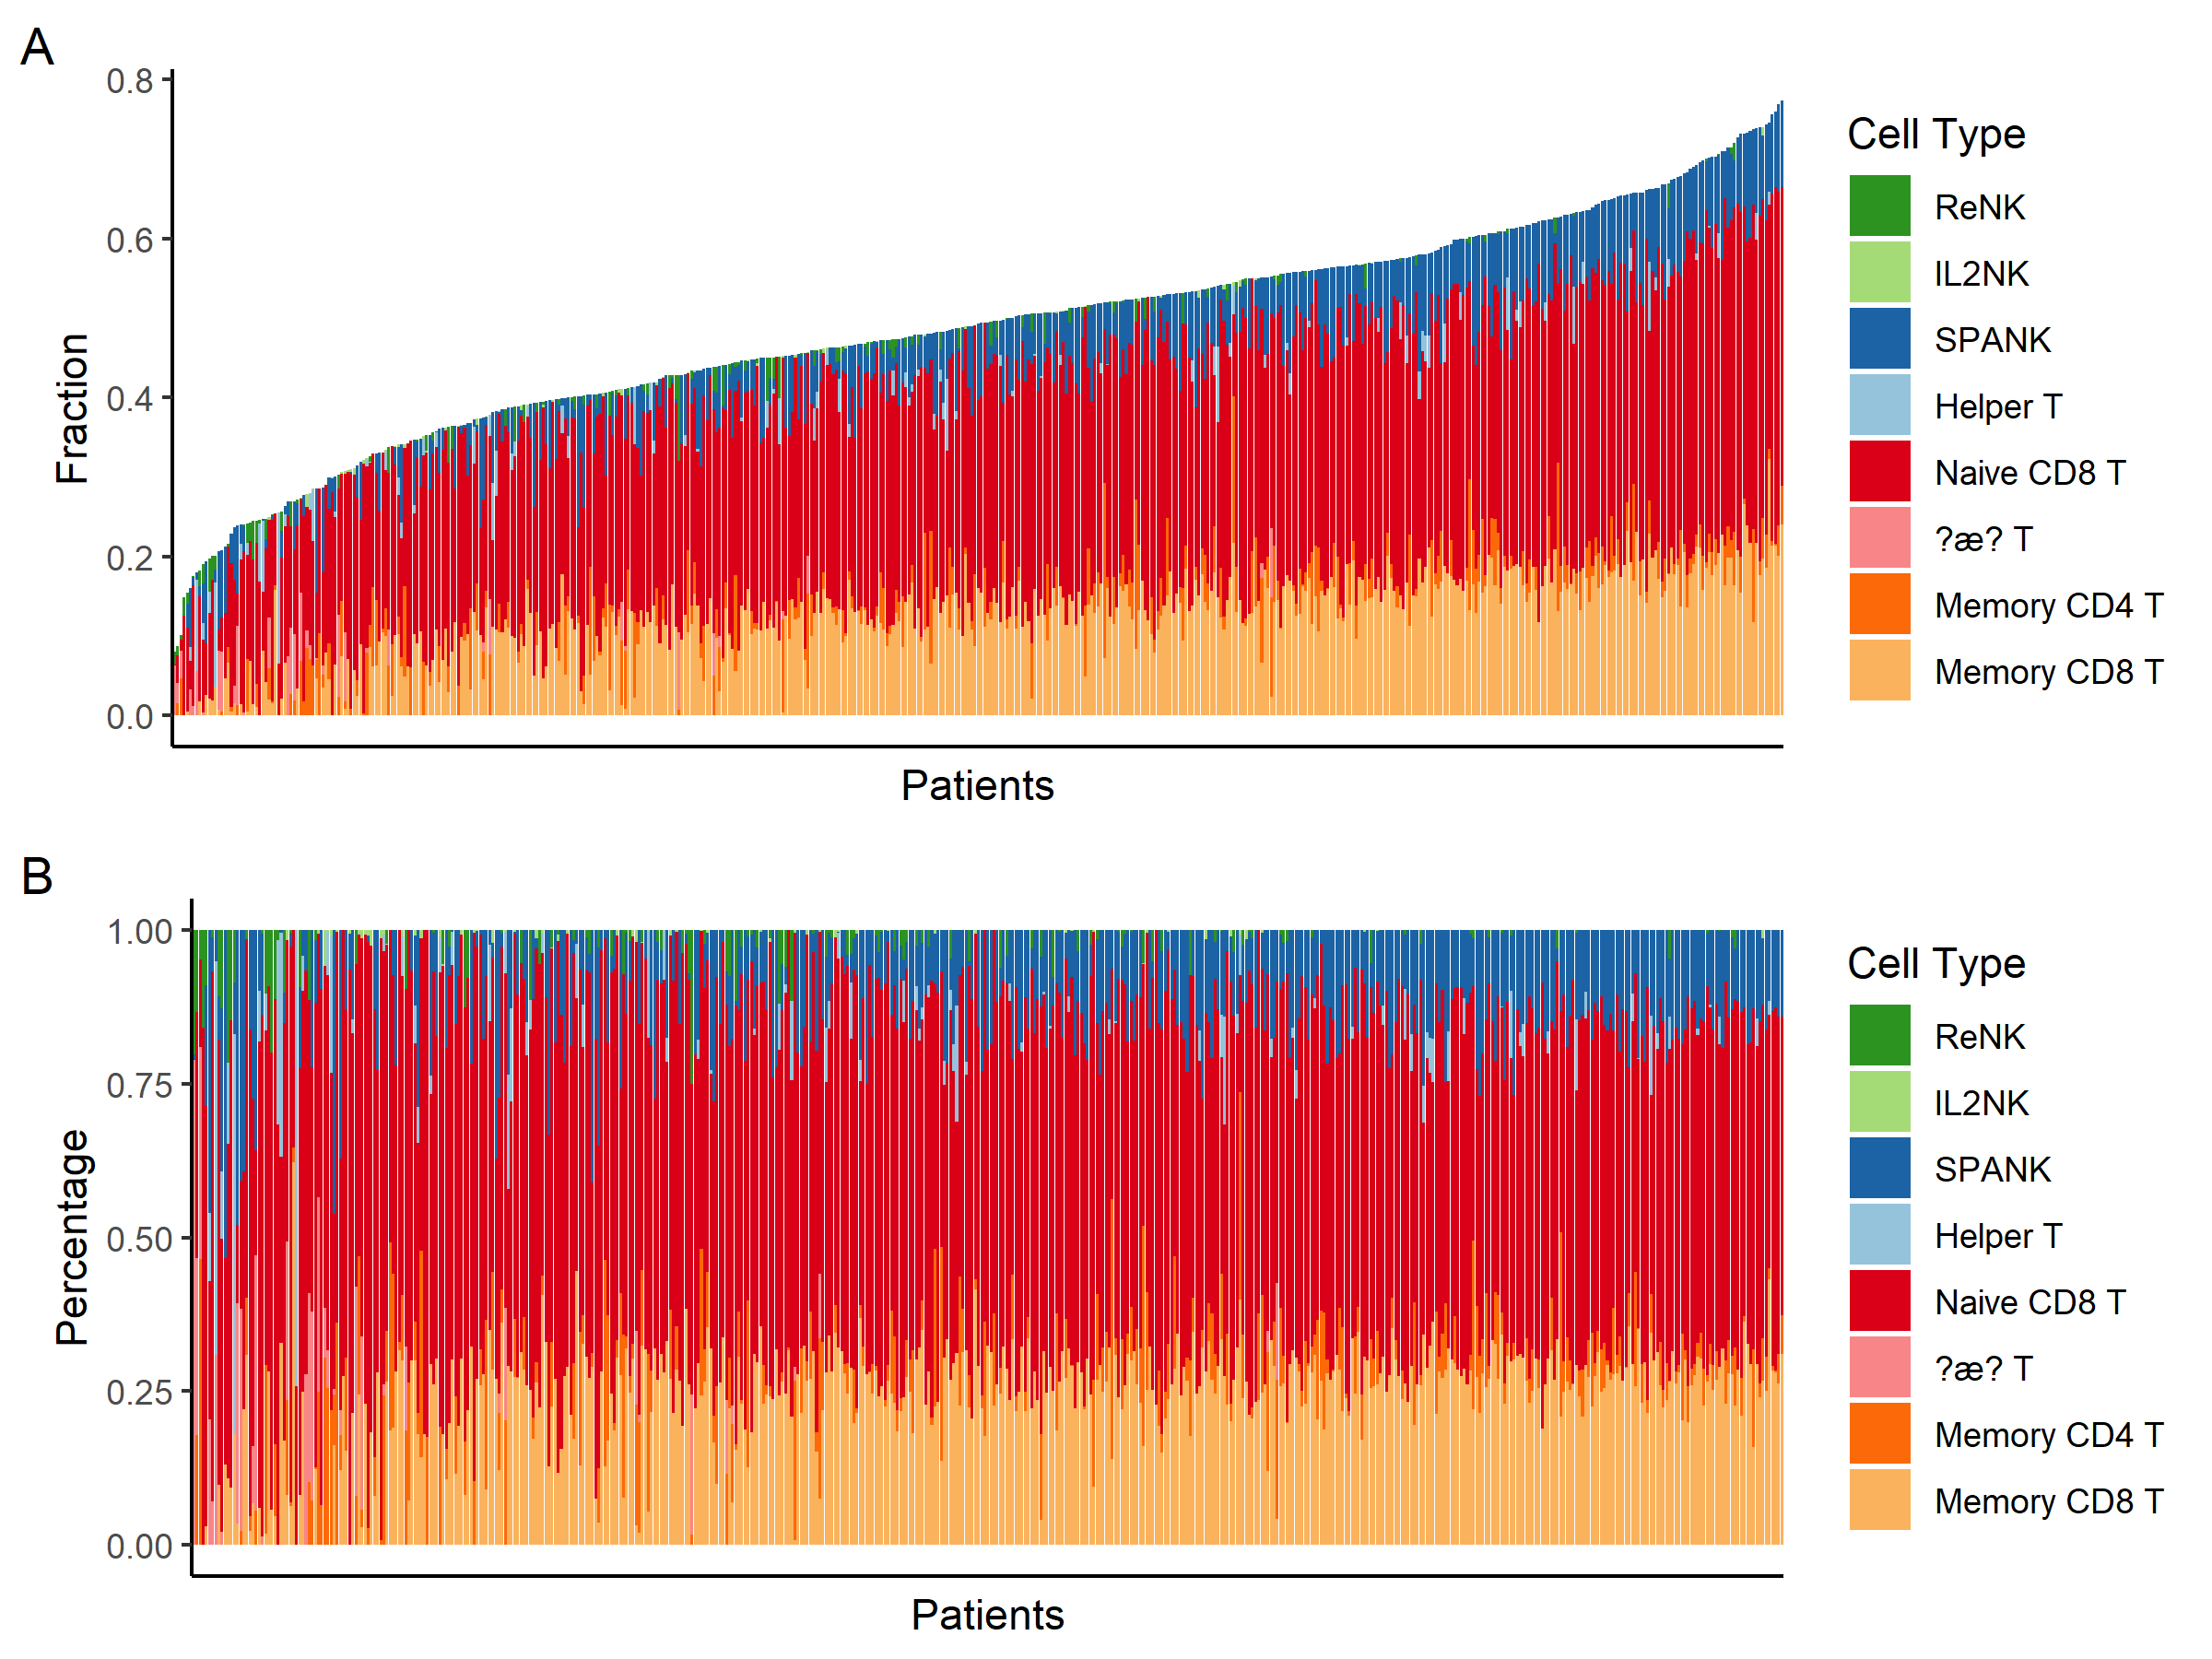 A
0.8
0.6
0.4
0.2
0.0
Fraction
Patients
Cell Type
ReNK
IL2NK
SPANK
Helper T
Naive CD8 T
?æ? T
Memory CD4 T
Memory CD8 T
B
1.00
0.75
0.50
0.25
0.00
Percentage
Patients
Cell Type
ReNK
IL2NK
SPANK
Helper T
Naive CD8 T
?æ? T
Memory CD4 T
Memory CD8 T